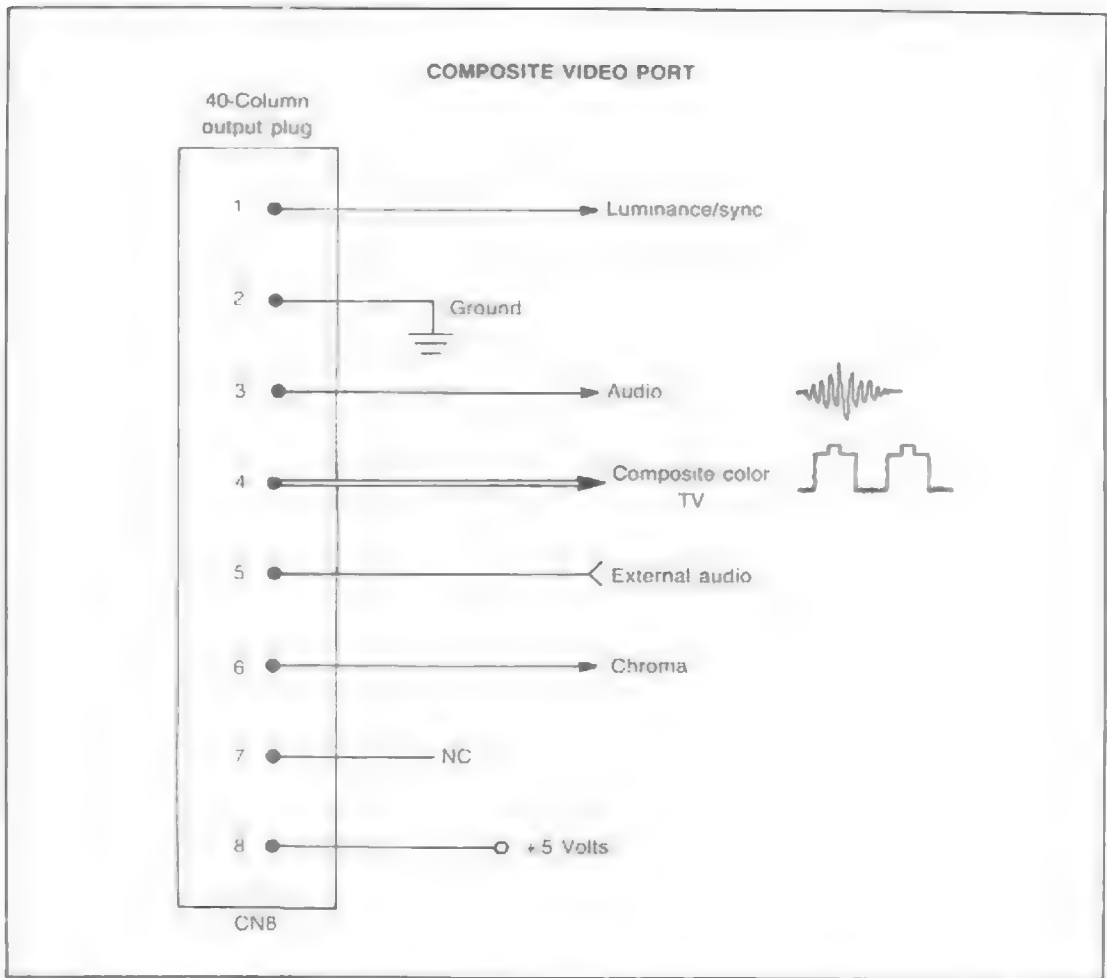 COMPOSITE VIDEO PORT
40-Column
output plug
1
Luminance/sync
2
Ground
3
Audio
4
Composite color
TV
5
External audio
6
Chroma
7
NC
8
+5 Volts
CN8